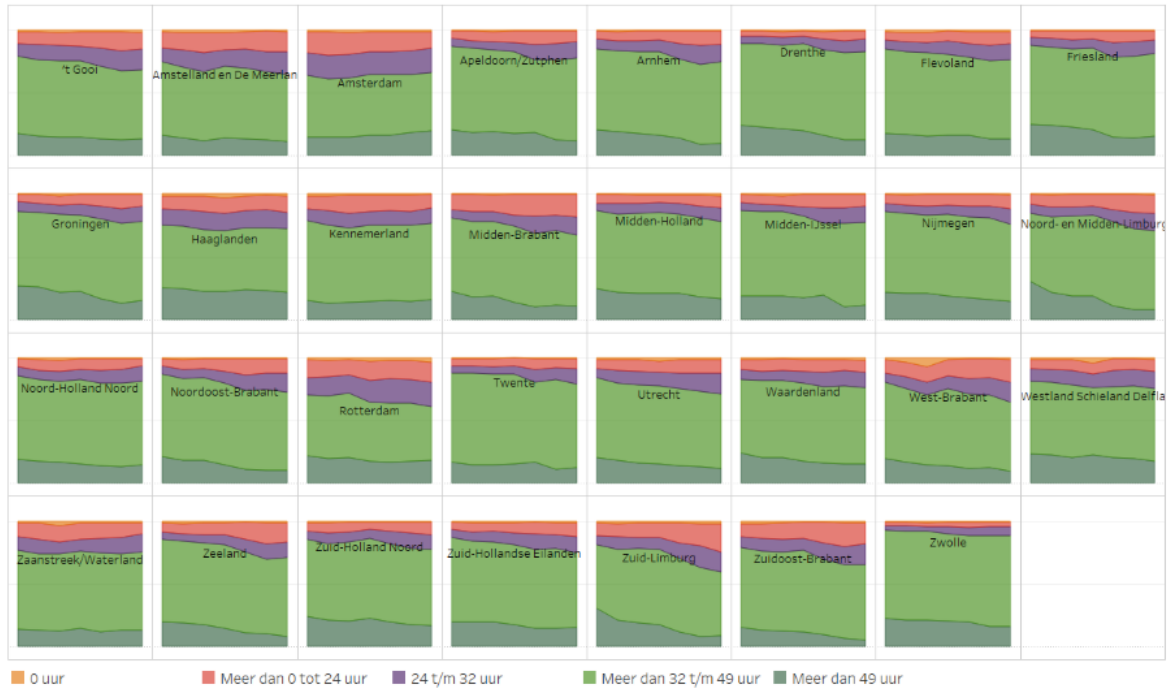 't Gooi
Amstelland en De Meerlan
Amsterdam
Apeldoorn/Zutphen
Arnhem
Drenthe
Flevoland
Friesland
Groningen
Haaglanden
Kennemerland
Midden-Brabant
Midden-Holland
Midden-IJssel
Nijmegen
Noord- en Midden-Limburg
Noord-Holland Noord
Noordoost-Brabant
Rotterdam
Twente
Utrecht
Waardenland
West-Brabant
Westland Schieland Delfla
Zaanstreek/Waterland
Zeeland
Zuid-Holland Noord
Zuid-Hollandse Eilanden
Zuid-Limburg
Zuidoost-Brabant
Zwolle
0 uur
Meer dan 0 tot 24 uur
24 t/m 32 uur
Meer dan 32 t/m 49 uur
Meer dan 49 uur